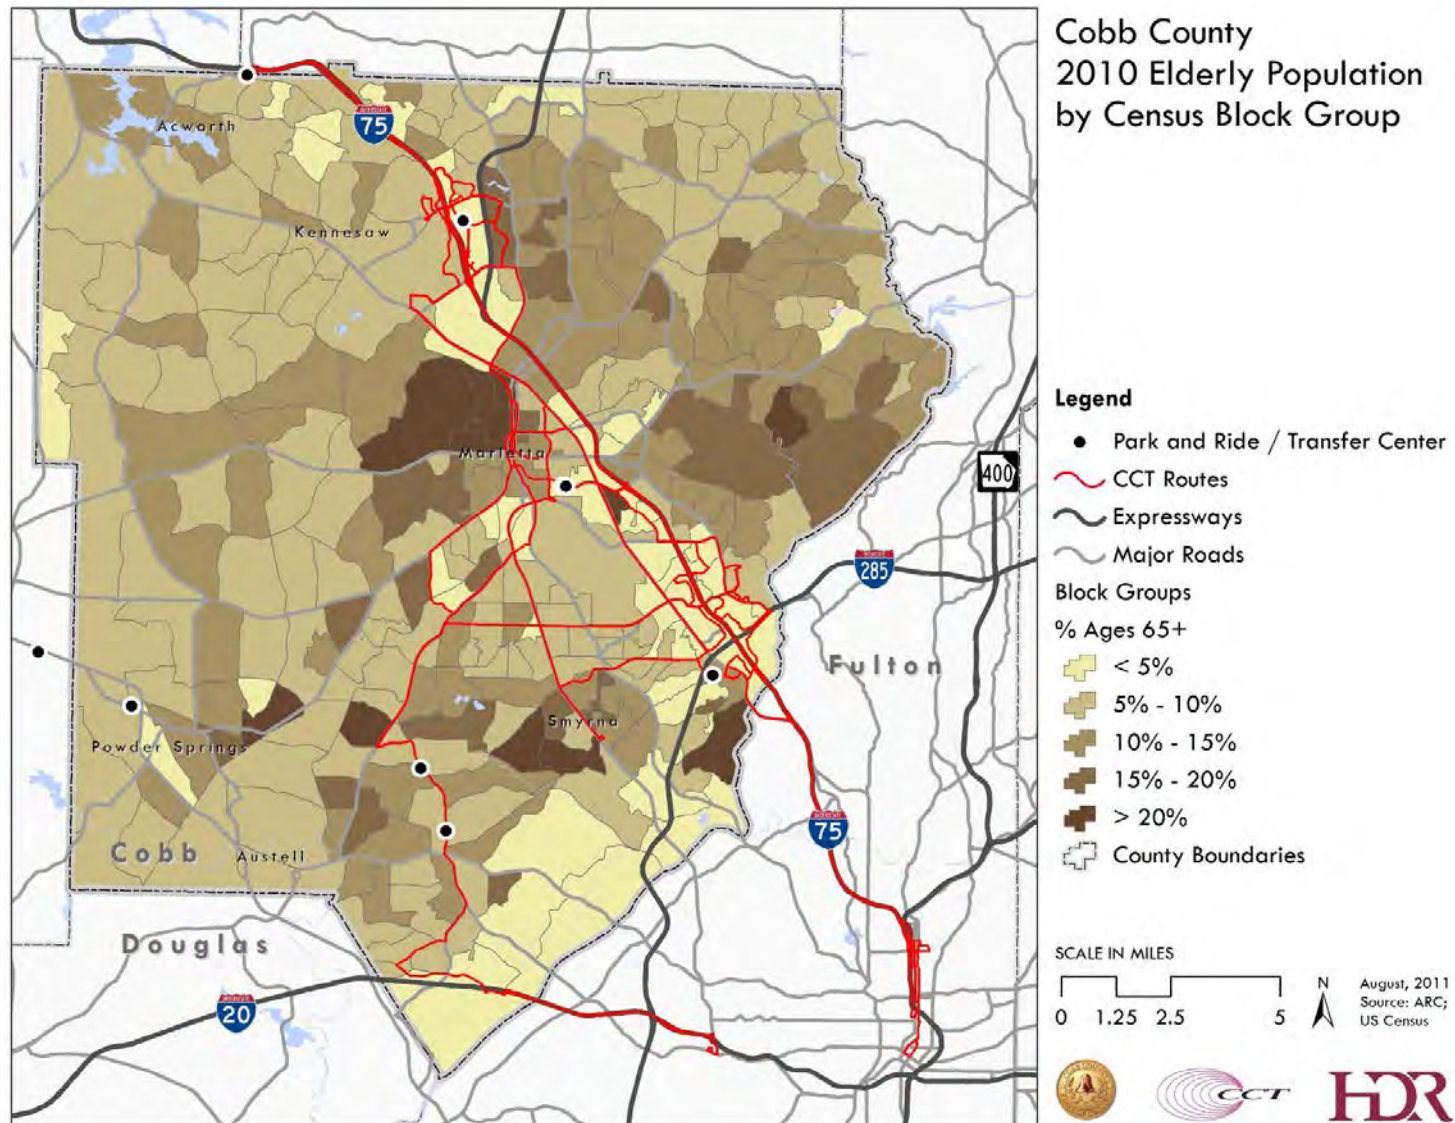 Cobb County
2010 Elderly Population
by Census Block Group
Acworth
75
Kennesaw
Marietta
400
285
Fulton
Smyrna
Powder Springs
75
Cobb
Austell
Douglas
20
Legend
Park and Ride / Transfer Center
CCT Routes
Expressways
Major Roads
Block Groups
% Ages 65+
< 5%
5% - 10%
10% - 15%
15% - 20%
> 20%
County Boundaries
SCALE IN MILES
0 1.25 2.5 5
N
August, 2011
Source: ARC;
US Census
CCT
HDR